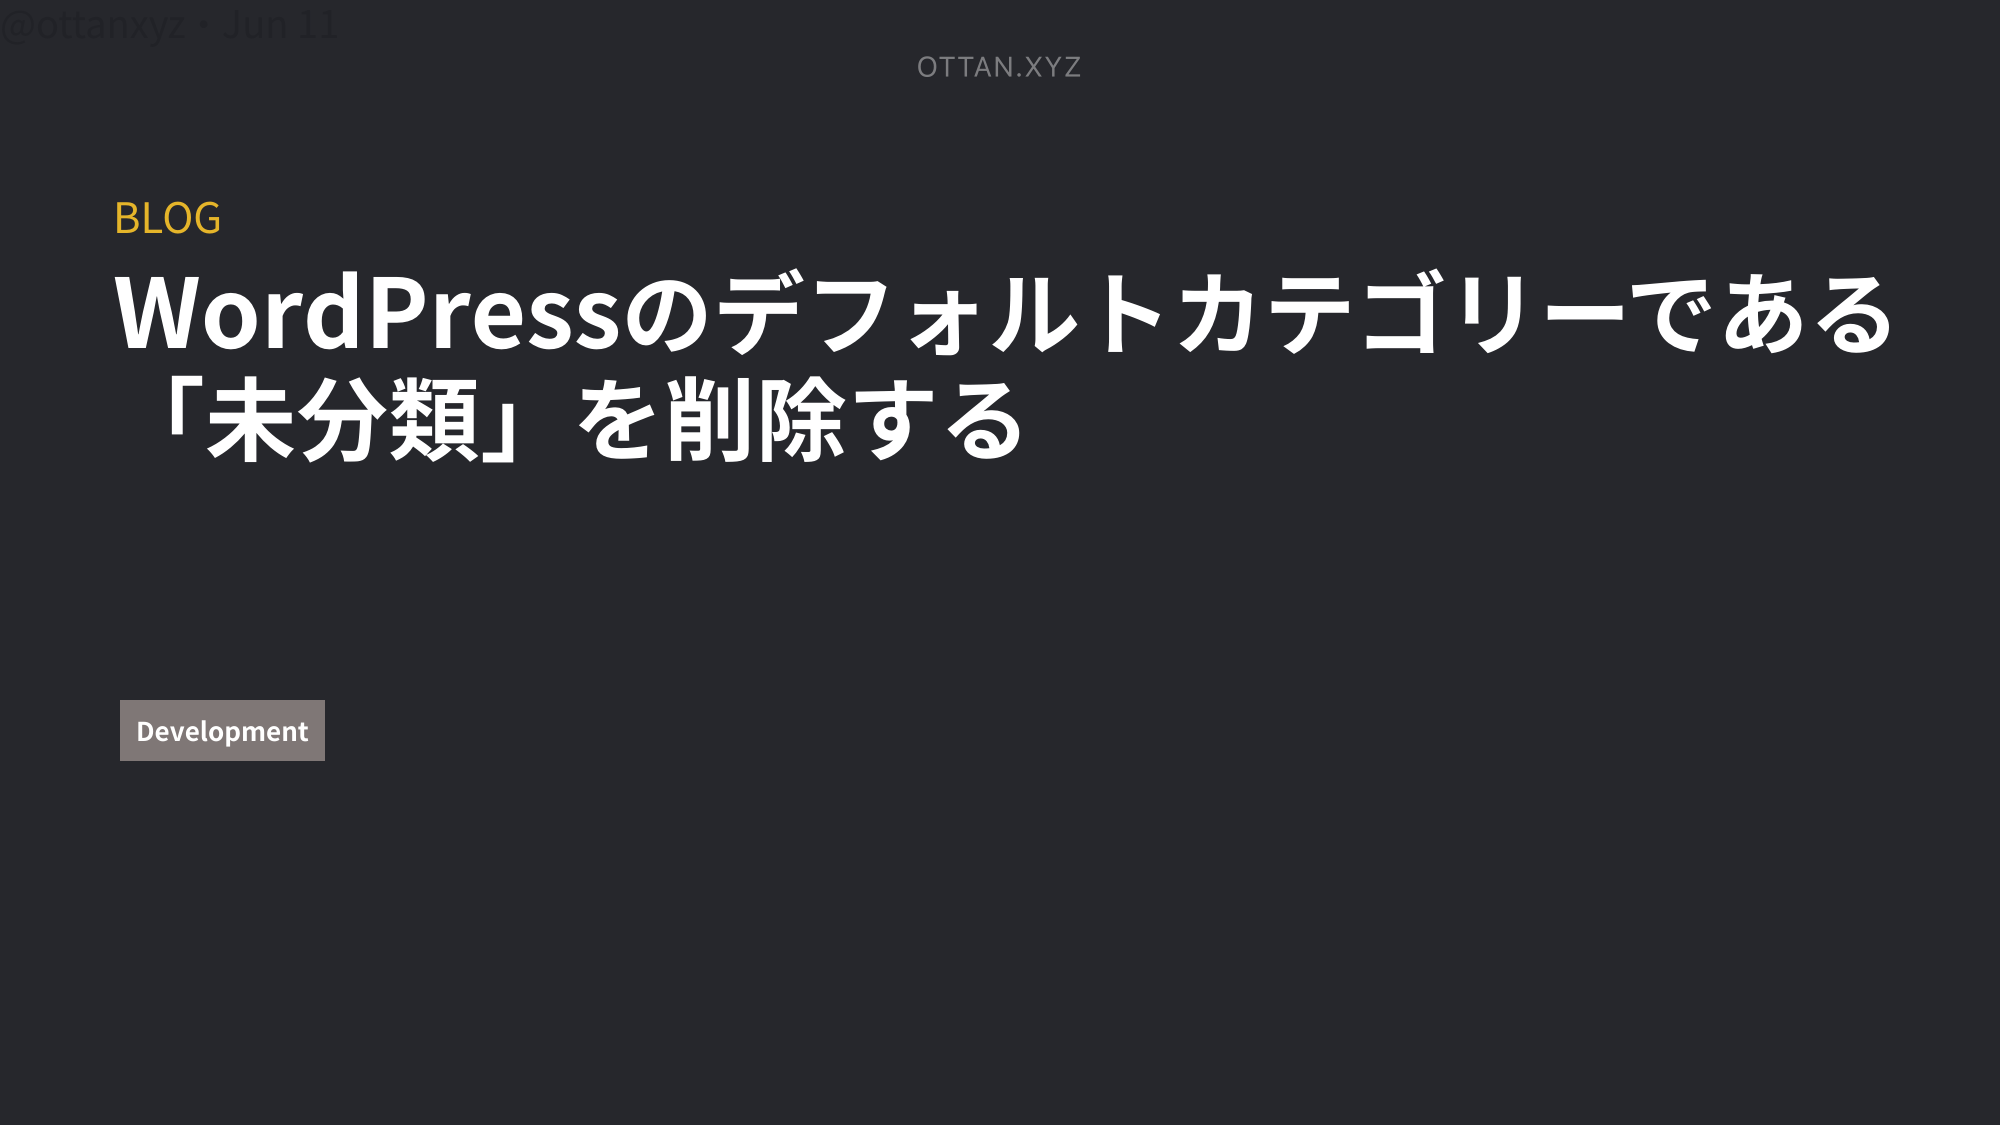 @ottanxyz・Jun 11
OTTAN.XYZ
BLOG
WordPressのデフォルトカテゴリーである
「未分類」を削除する
Development